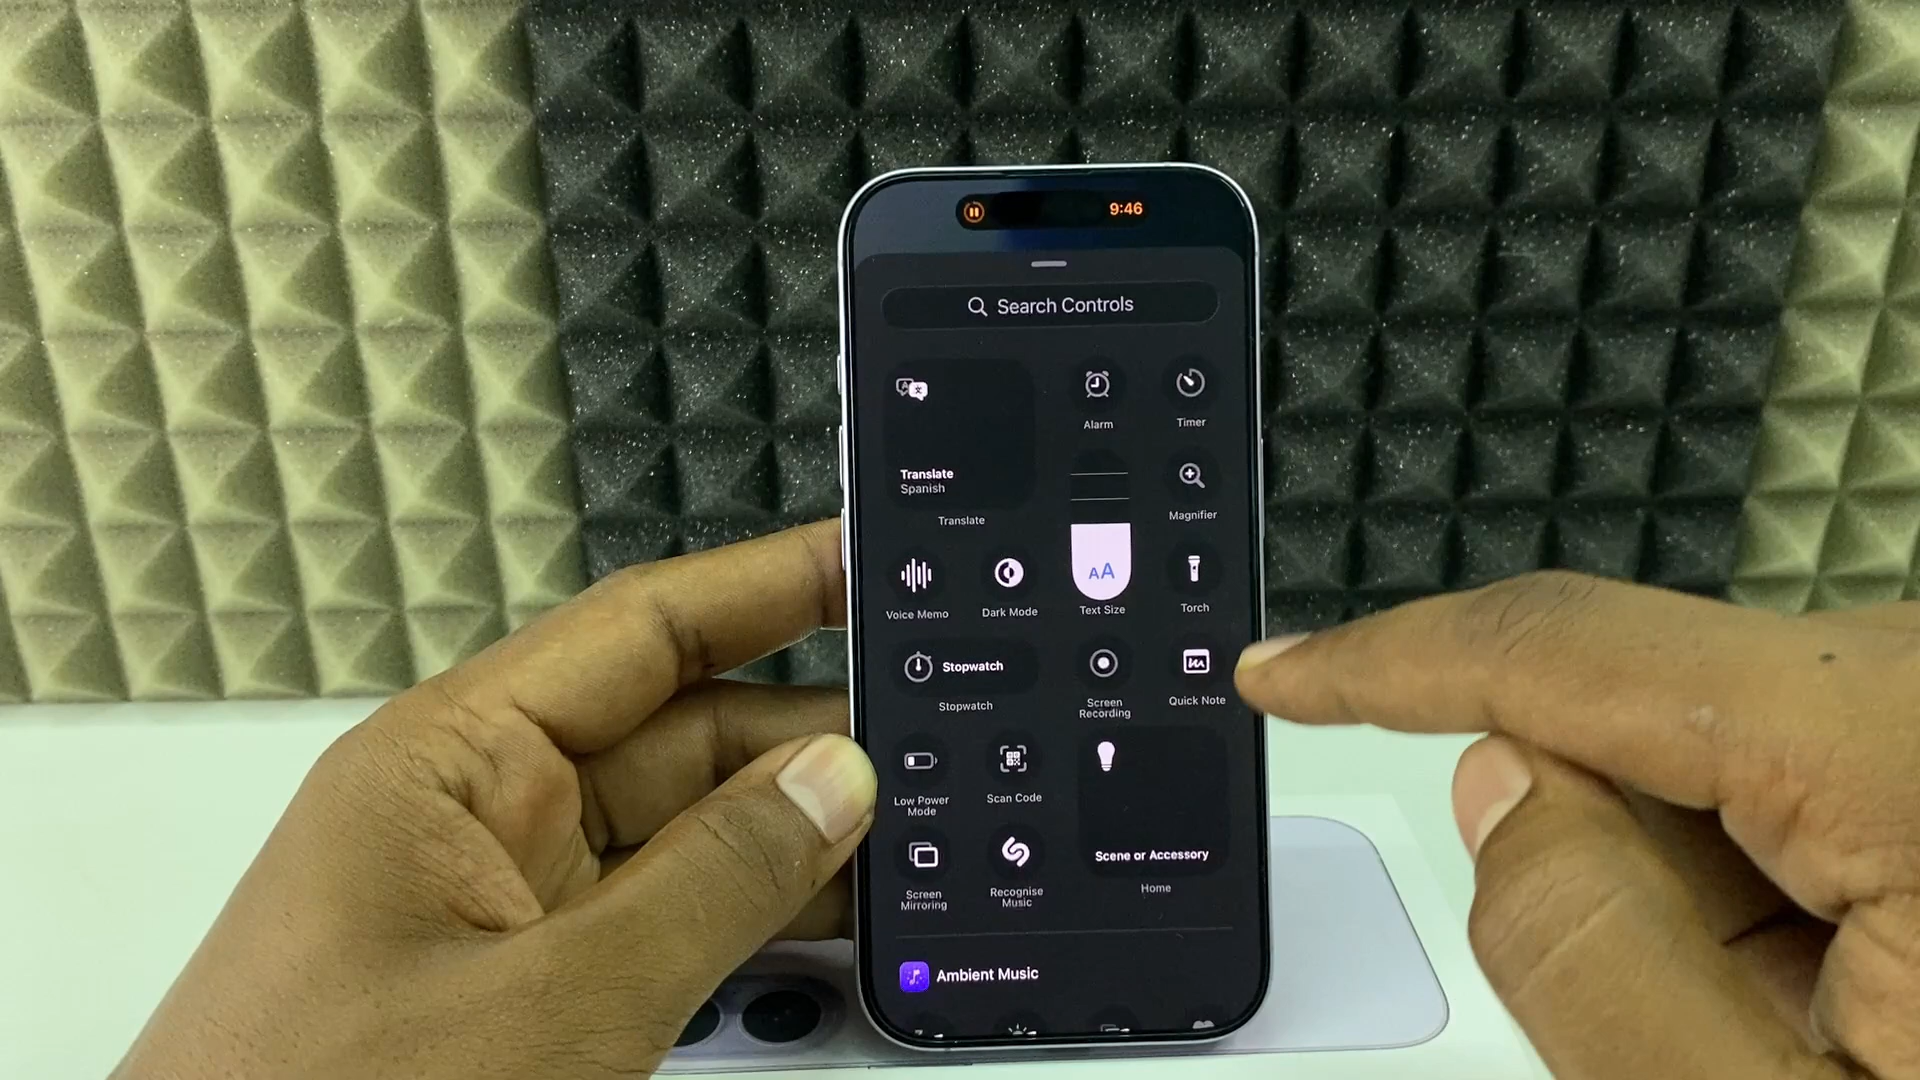 9:46
Search Controls
Alarm
Timer
Translate
Spanish
Translate
Magnifier
AA
Voice Memo
Dark Mode
Text Size
Torch
Stopwatch
Stopwatch
Screen
Recording
Quick Note
Low Power
Mode
Scan Code
Scene or Accessory
Home
Screen
Mirroring
Recognise
Music
Ambient Music